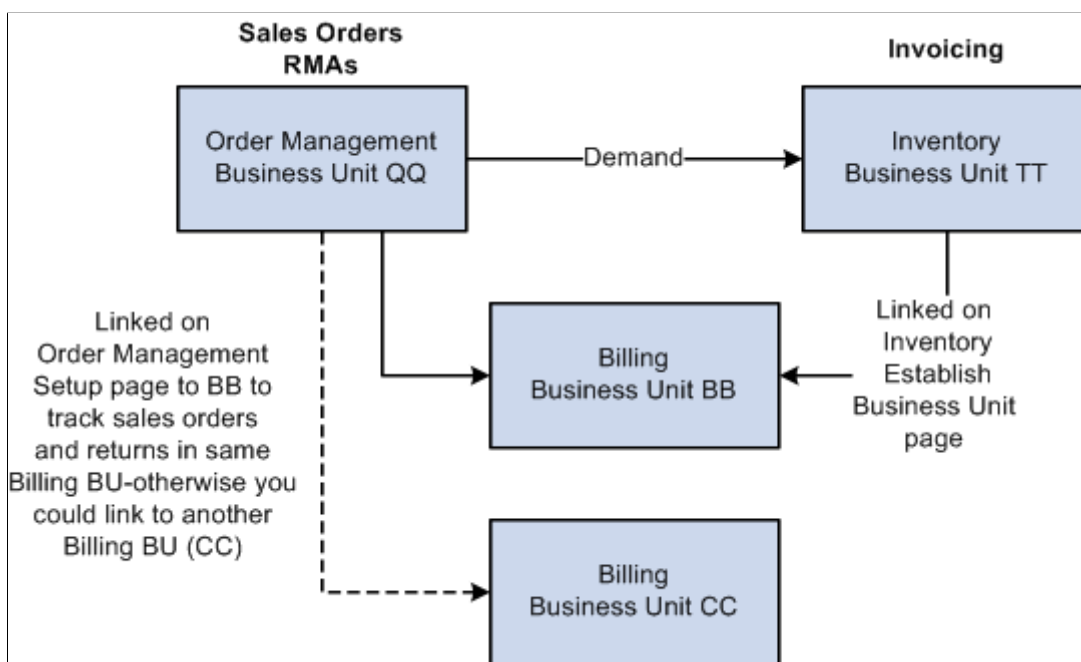 Sales Orders
RMAs
Invoicing
Order Management
Business Unit QQ
Demand
Inventory
Business Unit TT
Linked on
Order Management
Setup page to BB to
track sales orders
and returns in same
Billing BU-otherwise you
could link to another
Billing BU (CC)
Billing
Business Unit BB
Linked on
Inventory
Establish
Business Unit
page
Billing
Business Unit CC